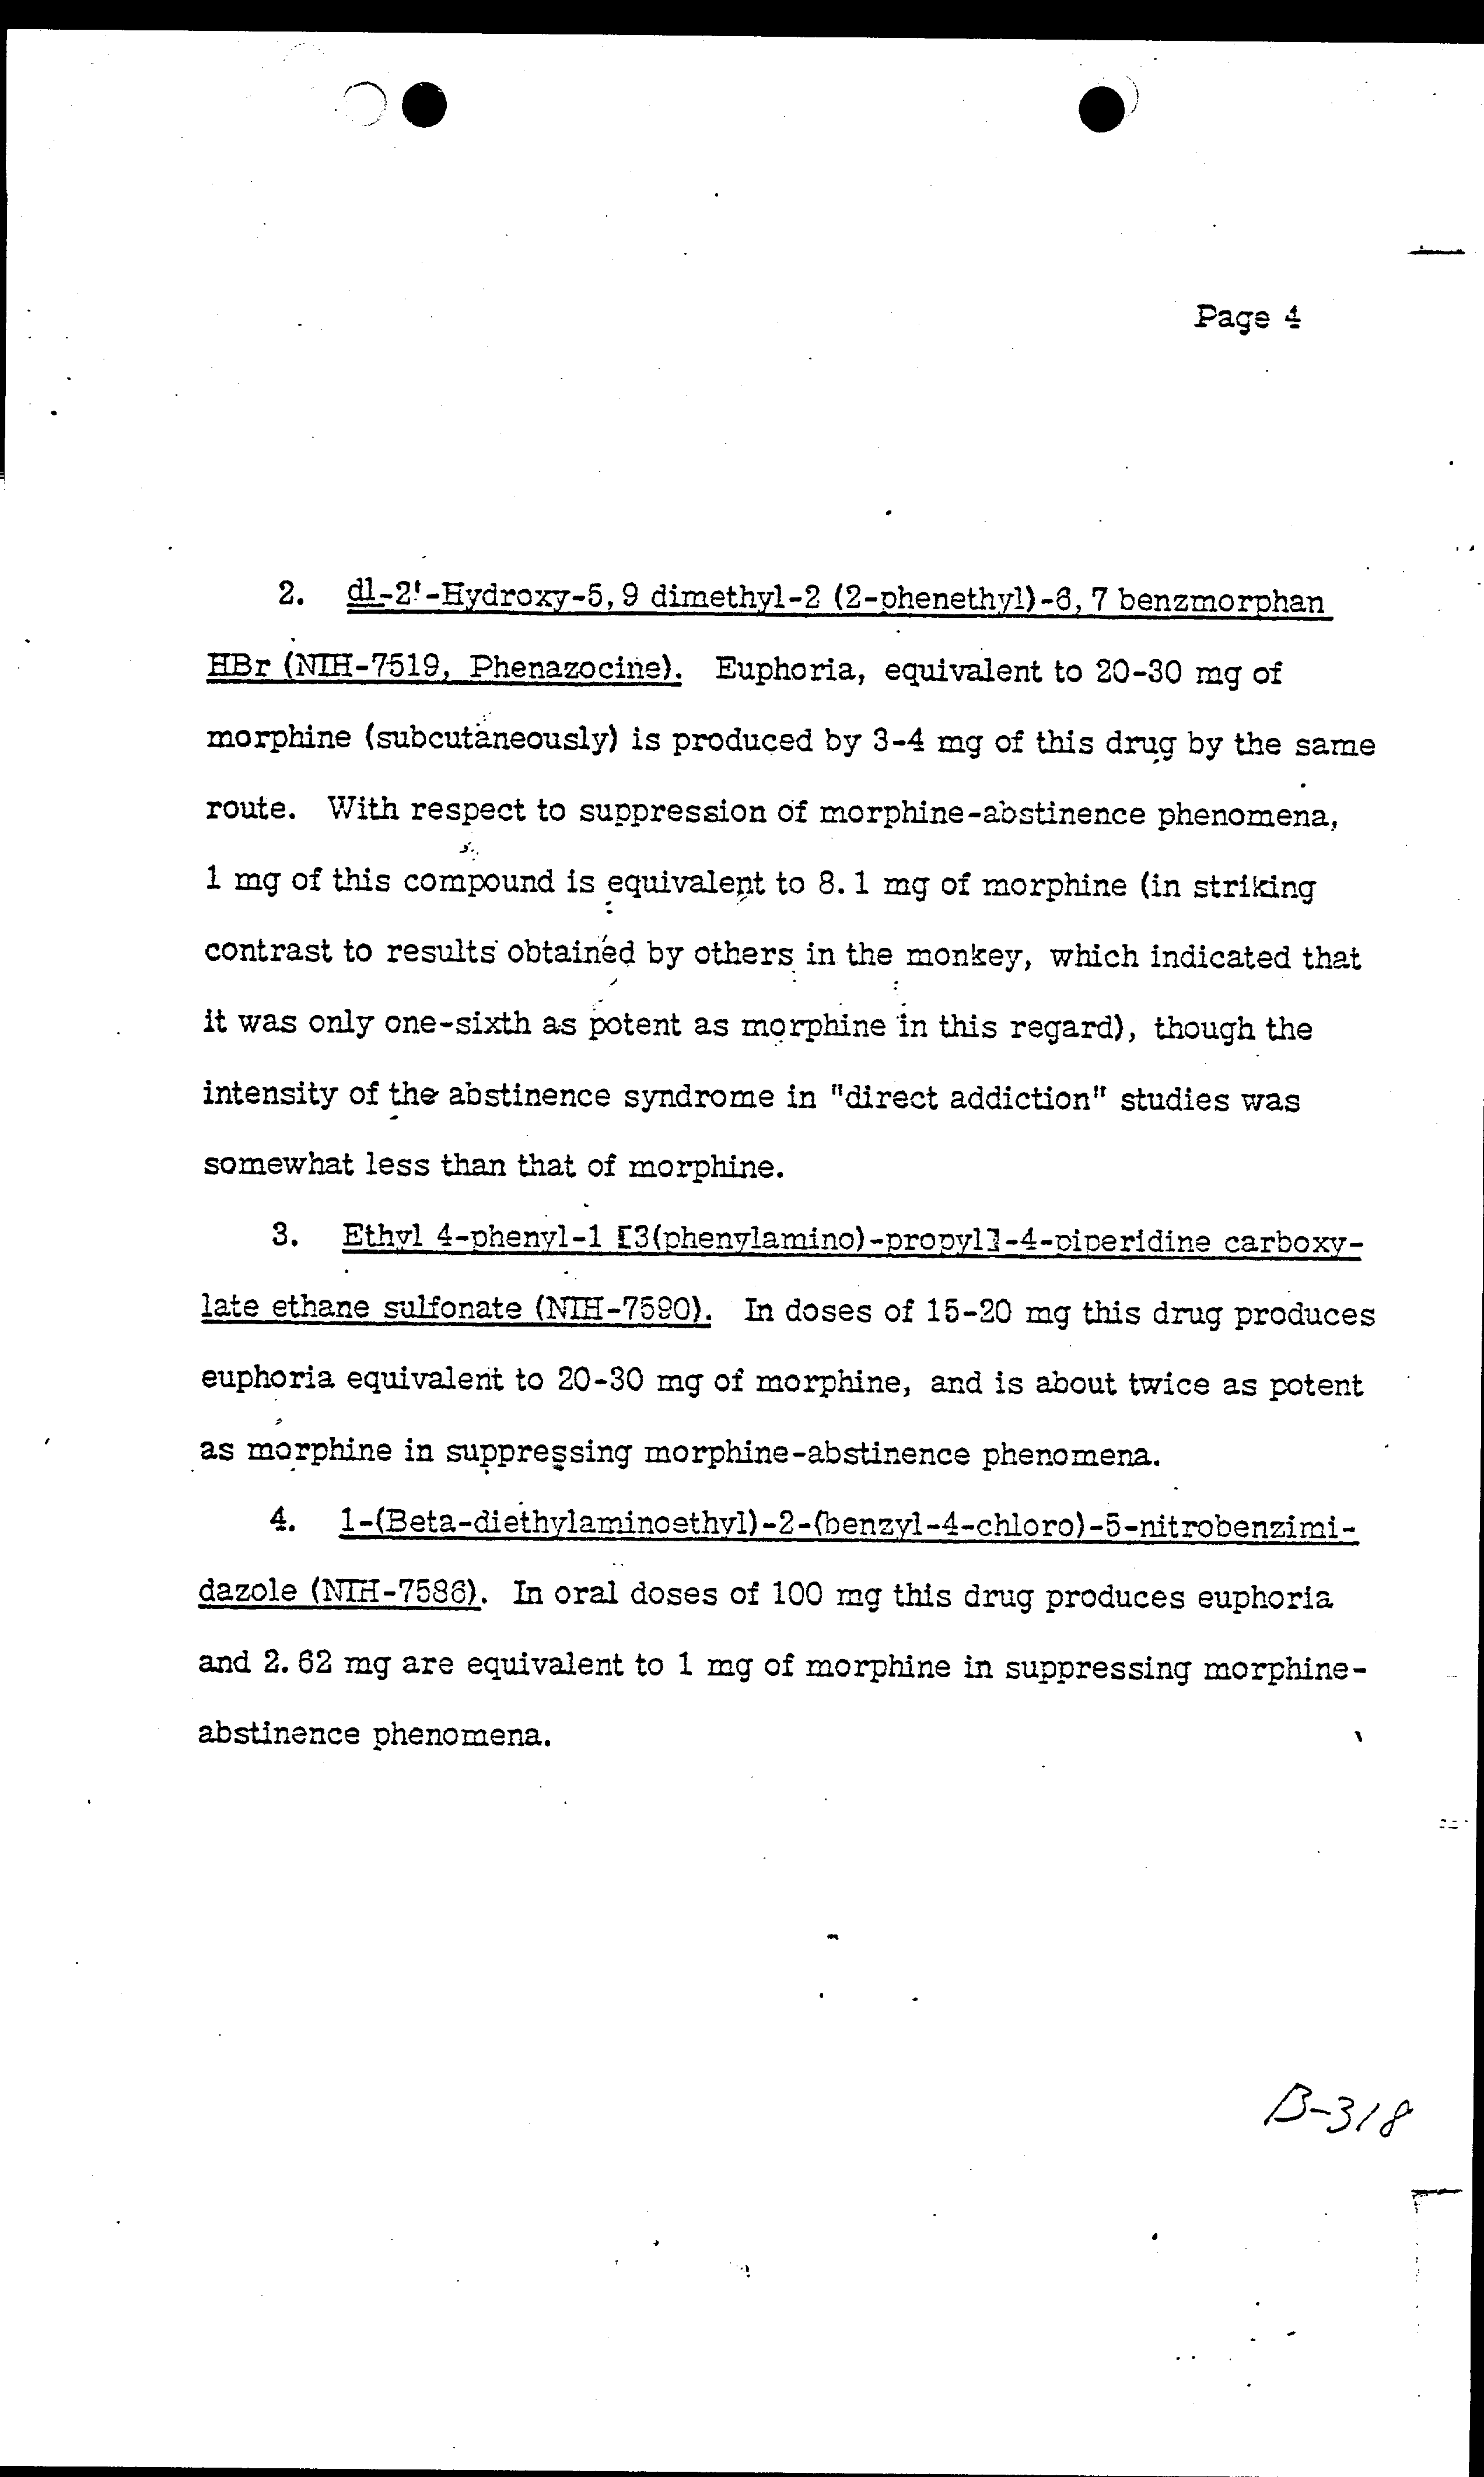 Page 4
2. dl-2'-Hydroxy-5, 9 dimethyl-2 (2-phenethyl)-6, 7 benzmorphan
HBr (NIH-7519, Phenazocine). Euphoria, equivalent to 20-30 mg of
morphine (subcutaneously) is produced by 3-4 mg of this drug by the same
route. With respect to suppression of morphine-abstinence phenomena,
1 mg of this compound is equivalent to 8.1 mg of morphine (in striking
contrast to results obtained by others in the monkey, which indicated that
it was only one-sixth as potent as morphine in this regard), though the
intensity of the abstinence syndrome in "direct addiction" studies was
somewhat less than that of morphine.
3. Ethyl 4-phenyl-1 [3(phenylamino)-propyl]-4-piperidine carboxy-
late ethane sulfonate (NIH-7590). In doses of 15-20 mg this drug produces
euphoria equivalent to 20-30 mg of morphine, and is about twice as potent
as morphine in suppressing morphine-abstinence phenomena.
4. 1-(Beta-diethylaminoethyl)-2-(benzyl-4-chloro)-5-nitrobenzimi-
dazole (NIH-7586). In oral doses of 100 mg this drug produces euphoria
and 2.62 mg are equivalent to 1 mg of morphine in suppressing morphine-
abstinence phenomena.
B-318